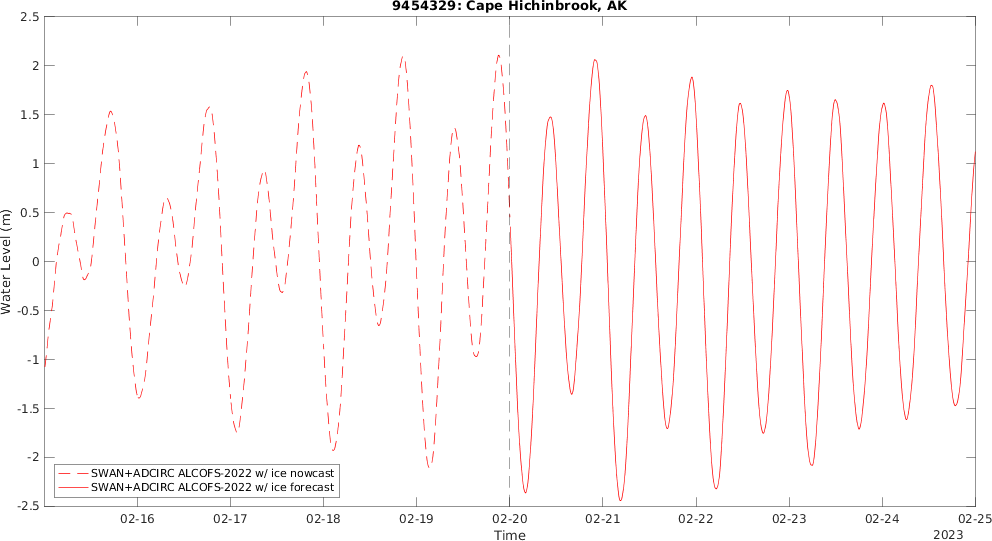 9454329: Cape Hichinbrook, AK
2.5
2
1.5
1
0.5
0
-0.5
-1
-1.5
-2
-2.5
Water Level (m)
SWAN+ADCIRC ALCOFS-2022 w/ ice nowcast
SWAN+ADCIRC ALCOFS-2022 w/ ice forecast
02-16 02-17 02-18 02-19 02-20 02-21 02-22 02-23 02-24 02-25
Time
2023